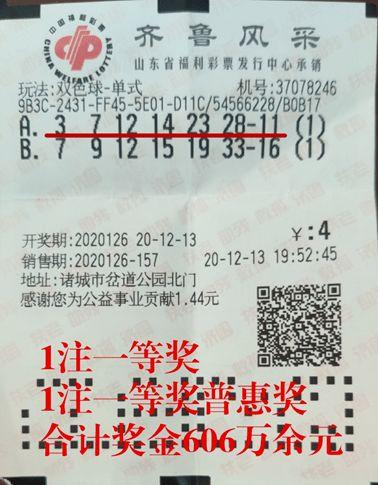 中国福利彩票
CHINA WELFARE LOTTERY
齐鲁风采
山东省福利彩票发行中心承销
玩法:双色球-单式 机号:37078246
9B3C-2431-FF45-5E01-D11C/54566228/B0B17
A. 3 7 12 14 23 28-11 (1)
B. 7 9 12 15 19 33-16 (1)
开奖期:2020126 20-12-13 ¥:4
销售期:2020126-157 20-12-13 19:52:45
地址:诸城市岔道公园北门
感谢您为公益事业贡献1.44元
1注一等奖
1注一等奖普惠奖
合计奖金606万余元